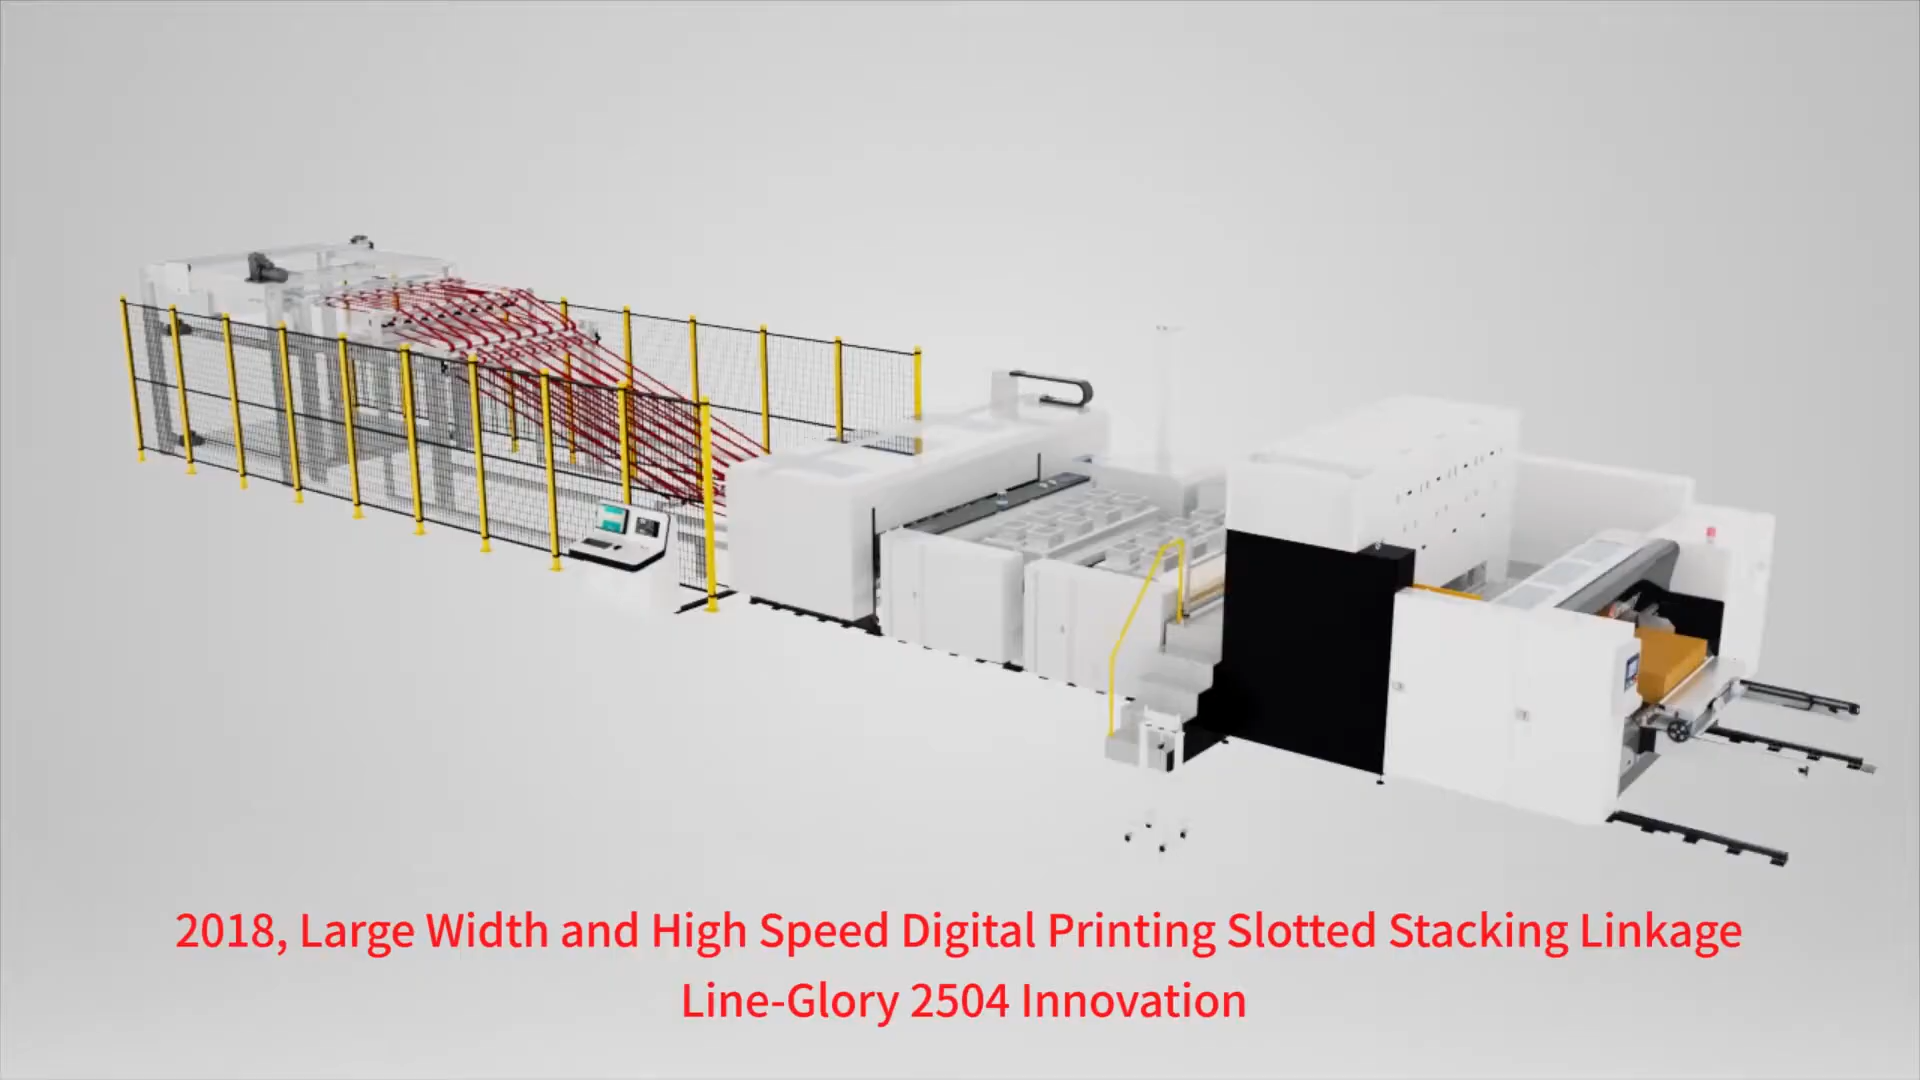 2018, Large Width and High Speed Digital Printing Slotted Stacking Linkage
Line-Glory 2504 Innovation